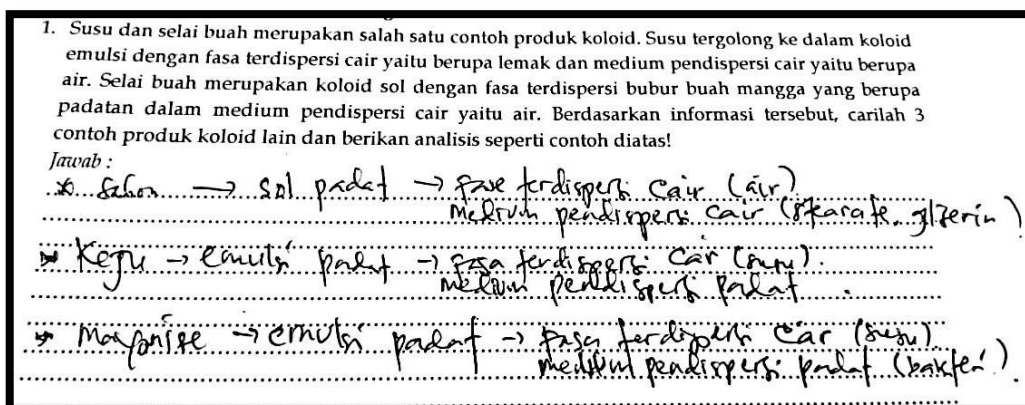 1. Susu dan selai buah merupakan salah satu contoh produk koloid. Susu tergolong ke dalam koloid
emulsi dengan fasa terdispersi cair yaitu berupa lemak dan medium pendispersi cair yaitu berupa
air. Selai buah merupakan koloid sol dengan fasa terdispersi bubur buah mangga yang berupa
padatan dalam medium pendispersi cair yaitu air. Berdasarkan informasi tersebut, carilah 3
contoh produk koloid lain dan berikan analisis seperti contoh diatas!
Jawab :
→ sol padat → fase terdispersi cair (air)
medium pendispersi cair (stearate
Keju → emulsi padat → fasa terdispersi cair (susu).
medium pendispersi padat
→ emulsi padat → fasa terdispersi cair (susu).
medium pendispersi padat (bakteri).